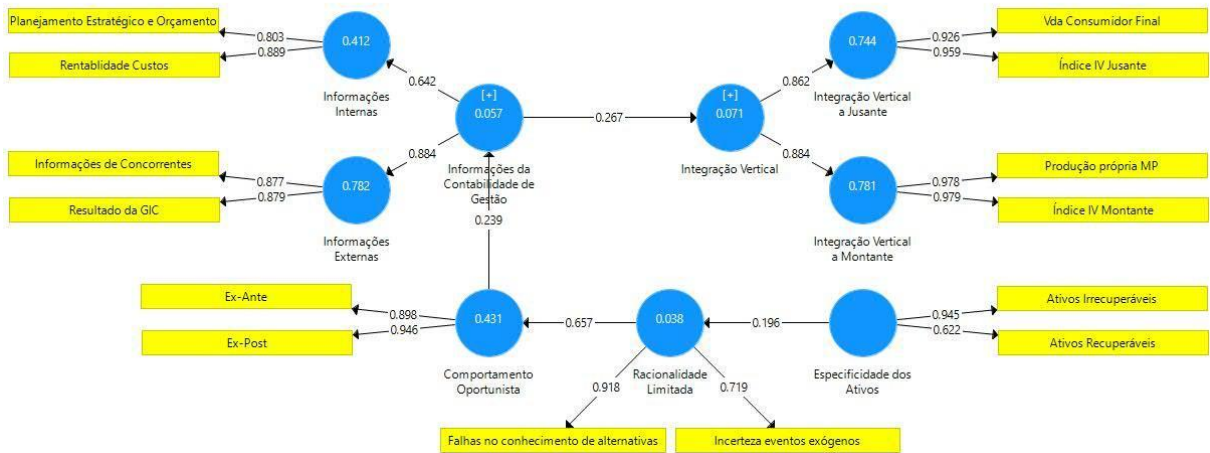 Planejamento Estratégico e Orçamento
0.803
0.889
Rentablidade Custos
0.412
Informações
Internas
0.642
[+]
0.057
Informações da
Contabilidade de
Gestão
0.884
Informações de Concorrentes
0.877
0.879
Resultado da GIC
0.782
Informações
Externas
0.267
[+]
0.071
Integração Vertical
0.862
0.744
Integração Vertical
a Jusante
0.926
0.959
Vda Consumidor Final
Índice IV Jusante
0.884
0.781
Integração Vertical
a Montante
0.978
0.979
Produção própria MP
Índice IV Montante
0.239
Ex-Ante
0.898
0.946
Ex-Post
0.431
Comportamento
Oportunista
0.657
0.038
Racionalidade
Limitada
0.196
Especificidade dos
Ativos
0.945
0.622
Ativos Irrecuperáveis
Ativos Recuperáveis
0.918
0.719
Falhas no conhecimento de alternativas
Incerteza eventos exógenos